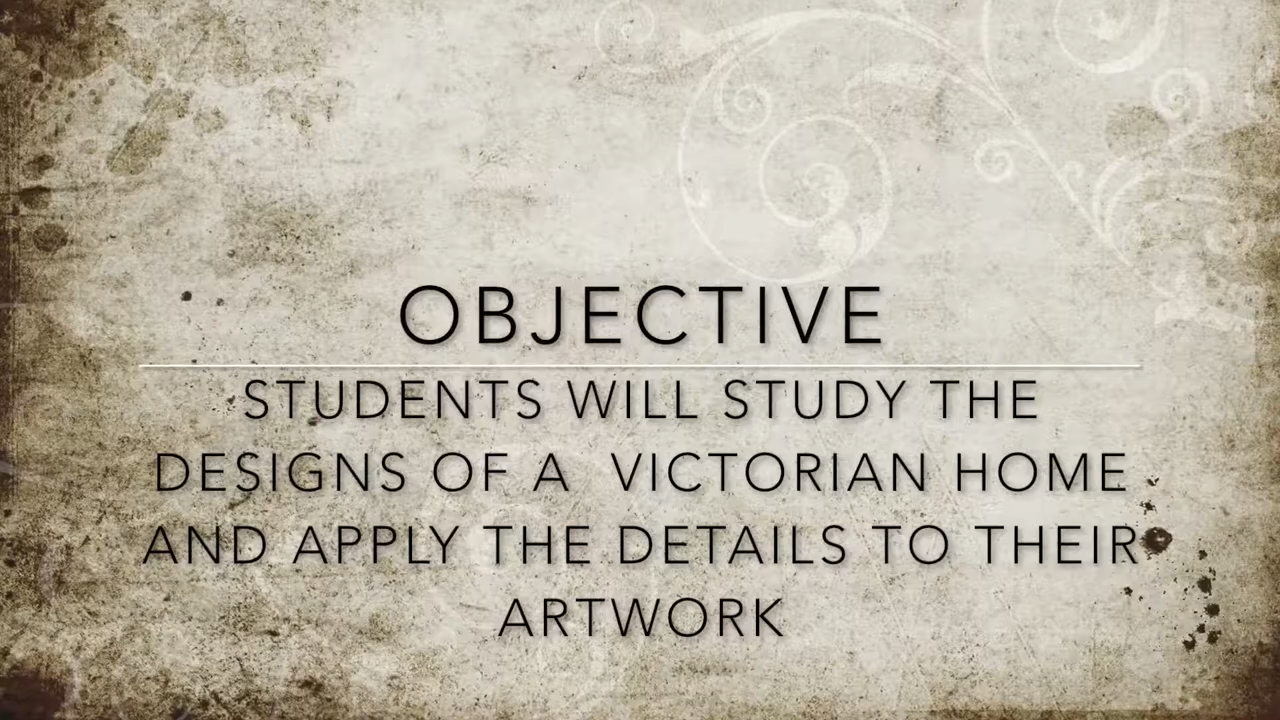 OBJECTIVE
STUDENTS WILL STUDY THE
DESIGNS OF A VICTORIAN HOME
AND APPLY THE DETAILS TO THEIR
ARTWORK